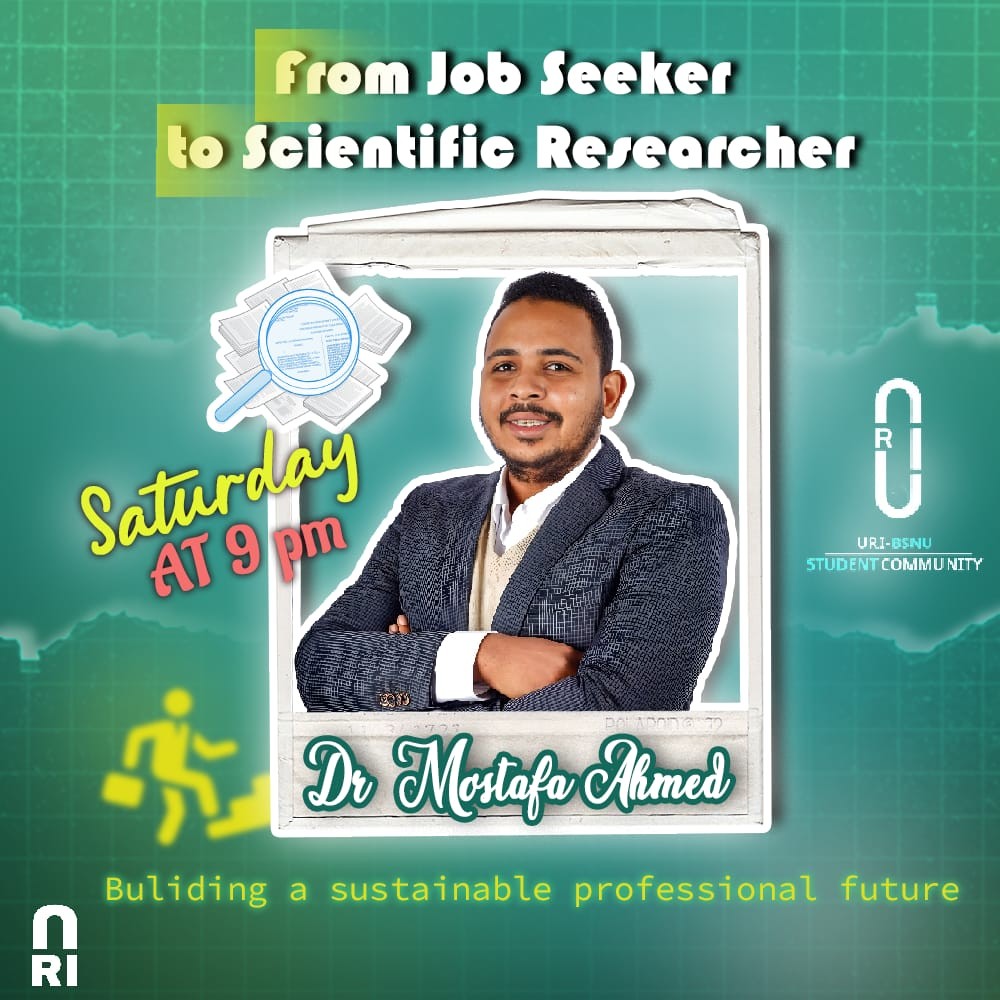 From Job Seeker
to Scientific Researcher
Saturday
AT 9 pm
R
URI-BSNU
STUDENT COMMUNITY
Dr Mostafa Ahmed
Buliding a sustainable professional future
RI